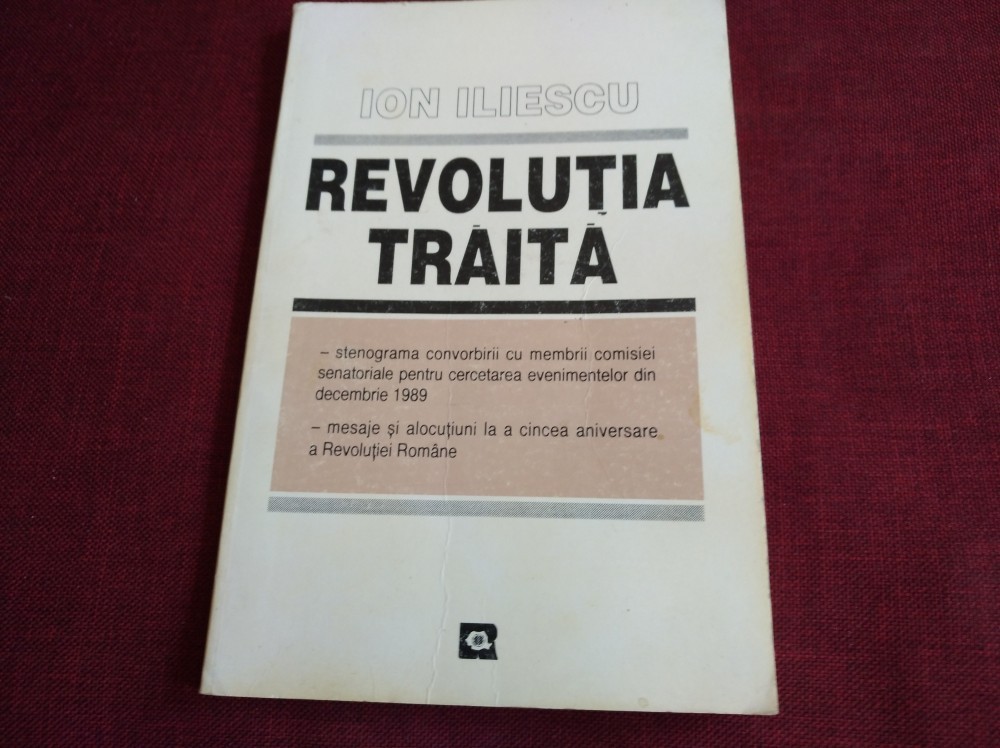 ION ILIESCU
REVOLUȚIA
TRĂITĂ
– stenograma convorbirii cu membrii comisiei
senatoriale pentru cercetarea evenimentelor din
decembrie 1989
– mesaje și alocuțiuni la a cincea aniversare
a Revoluției Române
R